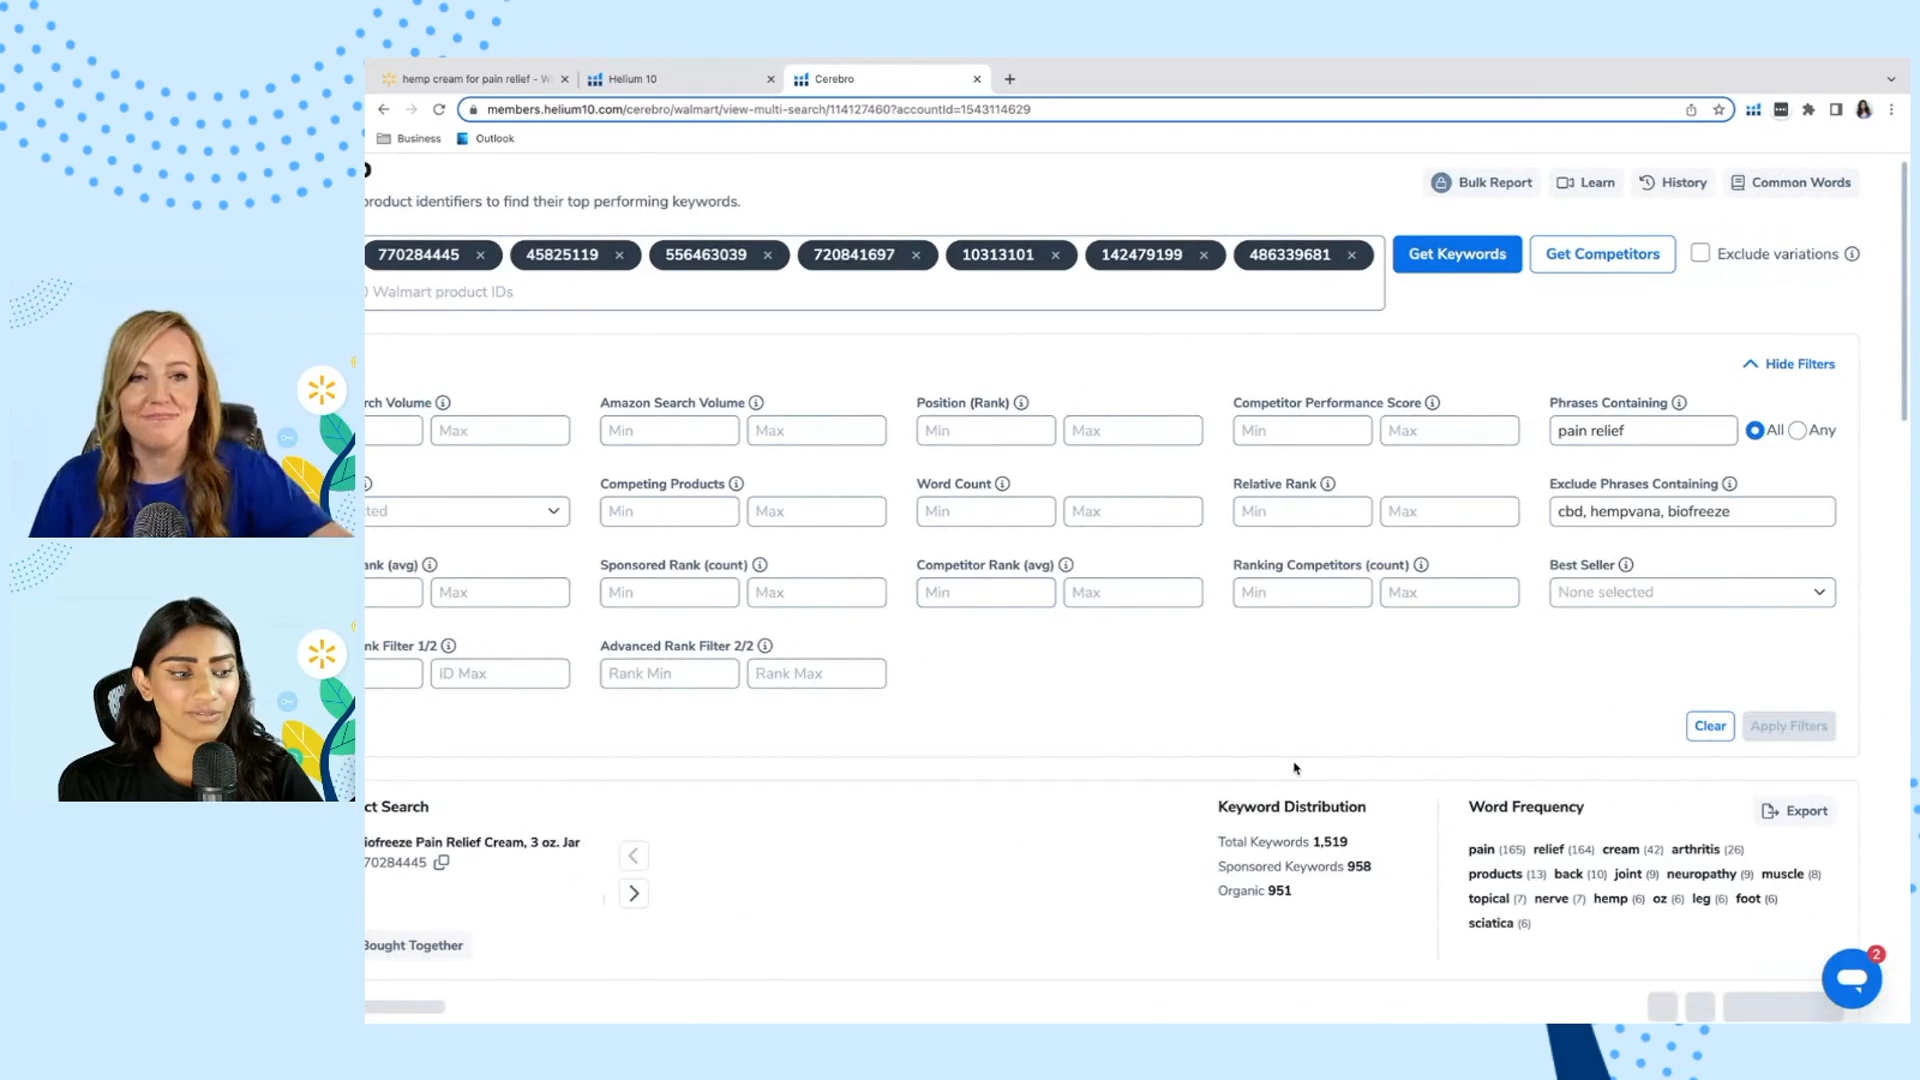 hemp cream for pain relief - W
Helium 10
Cerebro
members.helium10.com/cerebro/walmart/view-multi-search/114127460?accountId=1543114629
Business
Outlook
product identifiers to find their top performing keywords.
Bulk Report
Learn
History
Common Words
770284445
45825119
556463039
720841697
10313101
142479199
486339681
Get Keywords
Get Competitors
Exclude variations
Walmart product IDs
Hide Filters
rch Volume
Amazon Search Volume
Position (Rank)
Competitor Performance Score
Phrases Containing
Max
Min
Max
Min
Max
Min
Max
pain relief
All
Any
Competing Products
Word Count
Relative Rank
Exclude Phrases Containing
ted
Min
Max
Min
Max
Min
Max
cbd, hempvana, biofreeze
ank (avg)
Sponsored Rank (count)
Competitor Rank (avg)
Ranking Competitors (count)
Best Seller
Max
Min
Max
Min
Max
Min
Max
None selected
nk Filter 1/2
Advanced Rank Filter 2/2
ID Max
Rank Min
Rank Max
Clear
Apply Filters
ct Search
iofreeze Pain Relief Cream, 3 oz. Jar
70284445
Bought Together
Keyword Distribution
Total Keywords 1,519
Sponsored Keywords 958
Organic 951
Word Frequency
Export
pain (165) relief (164) cream (42) arthritis (26)
products (13) back (10) joint (9) neuropathy (9) muscle (8)
topical (7) nerve (7) hemp (6) oz (6) leg (6) foot (6)
sciatica (6)
2